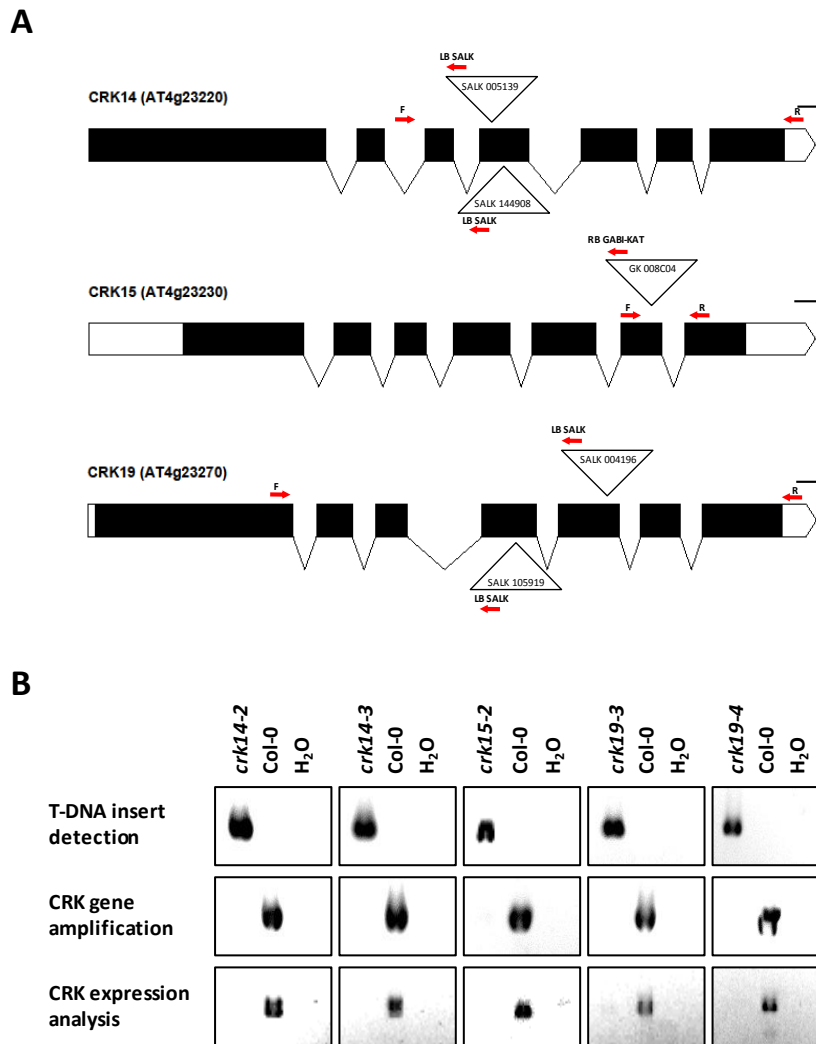 A
LB SALK
SALK 005139
CRK14 (AT4g23220)
F
R
SALK 144908
LB SALK
RB GABI-KAT
GK 008C04
CRK15 (AT4g23230)
F
R
LB SALK
SALK 004196
CRK19 (AT4g23270)
F
R
SALK 105919
LB SALK
B
crk14-2 Col-0 H₂O crk14-3 Col-0 H₂O crk15-2 Col-0 H₂O crk19-3 Col-0 H₂O crk19-4 Col-0 H₂O
T-DNA insert
detection
CRK gene
amplification
CRK expression
analysis